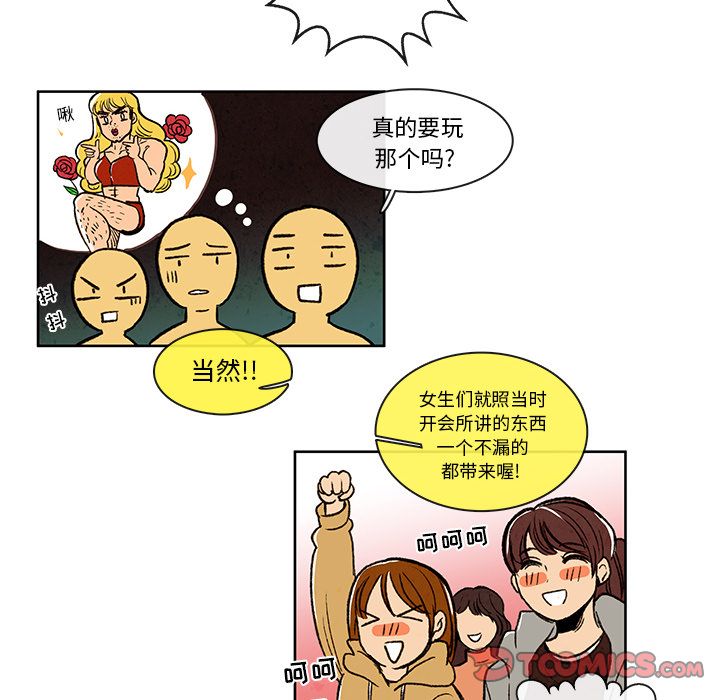 啾
真的要玩
那个吗?
抖
抖
当然!!
女生们就照当时
开会所讲的东西
一个不漏的
都带来喔!
呵呵呵
呵呵
TCOMICS.COM